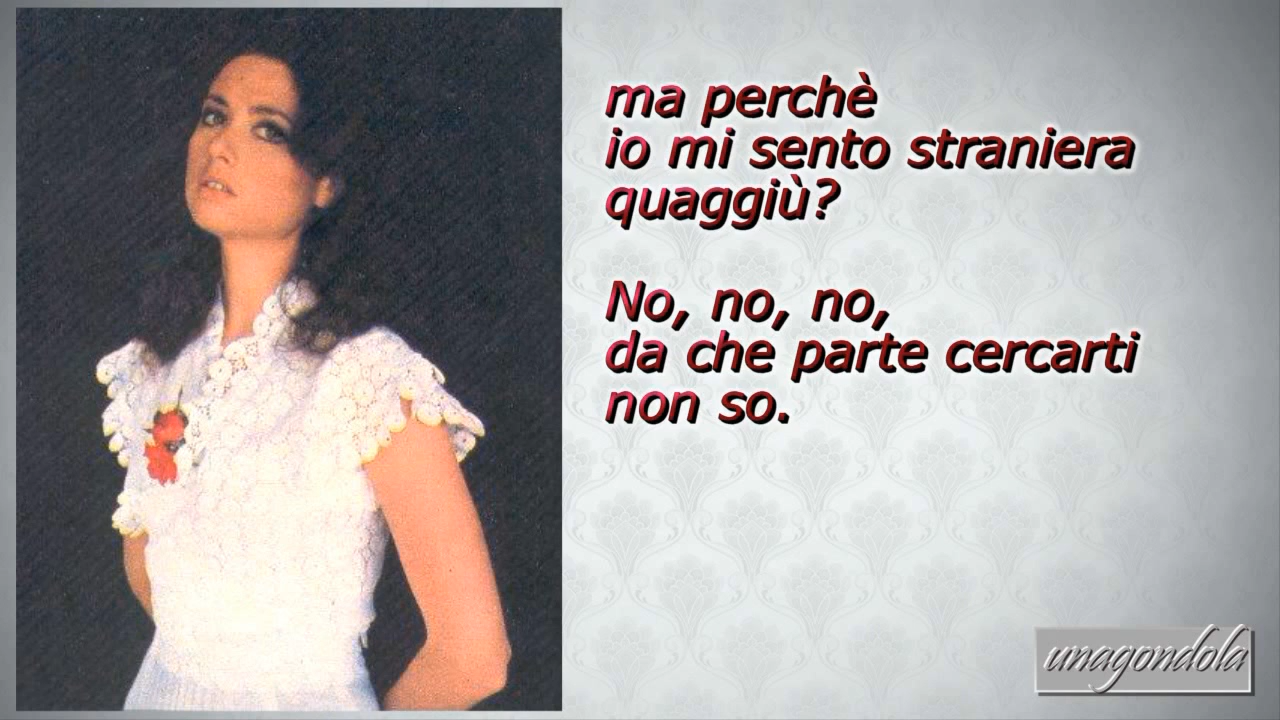 ma perchè
io mi sento straniera
quaggiù?
No, no, no,
da che parte cercarti
non so.
unagondola